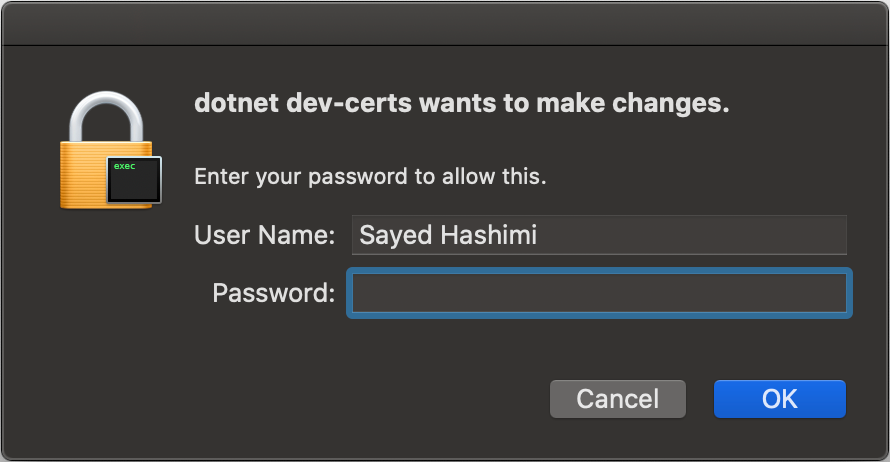 dotnet dev-certs wants to make changes.
exec
Enter your password to allow this.
User Name: Sayed Hashimi
Password:
Cancel OK